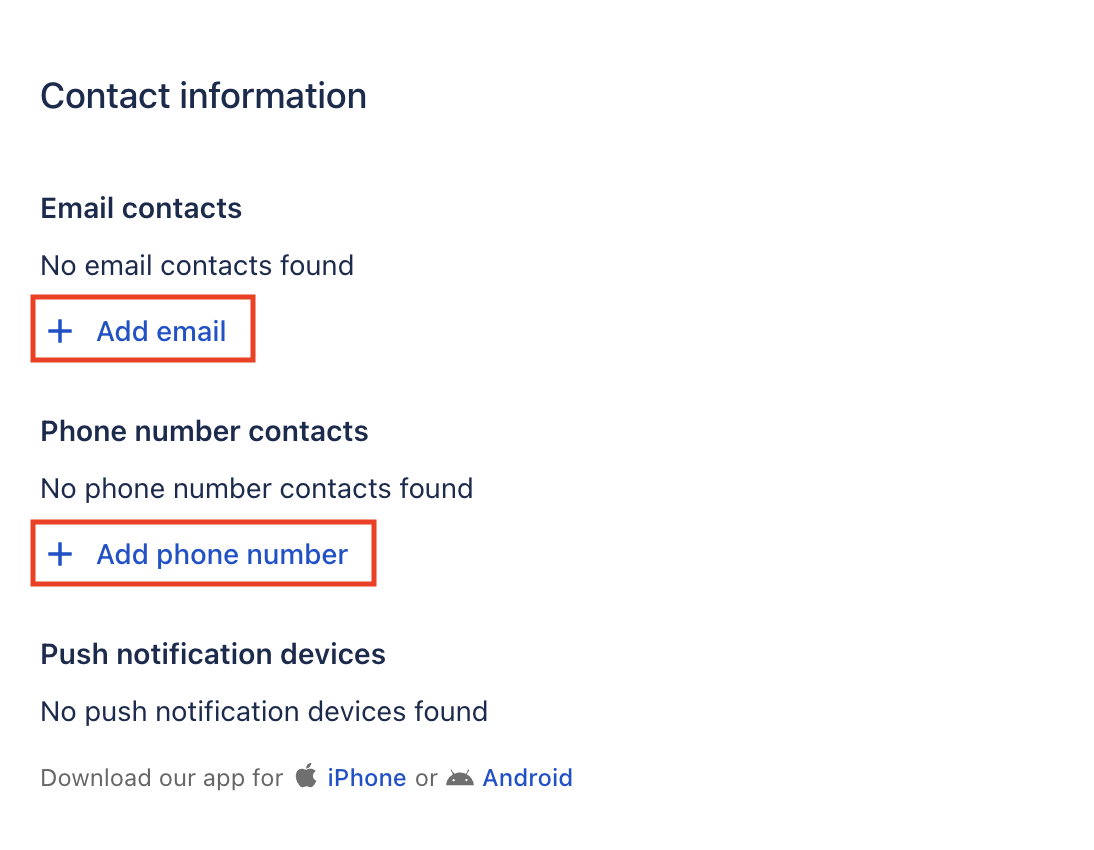 Contact information
Email contacts
No email contacts found
+ Add email
Phone number contacts
No phone number contacts found
+ Add phone number
Push notification devices
No push notification devices found
Download our app for iPhone or Android